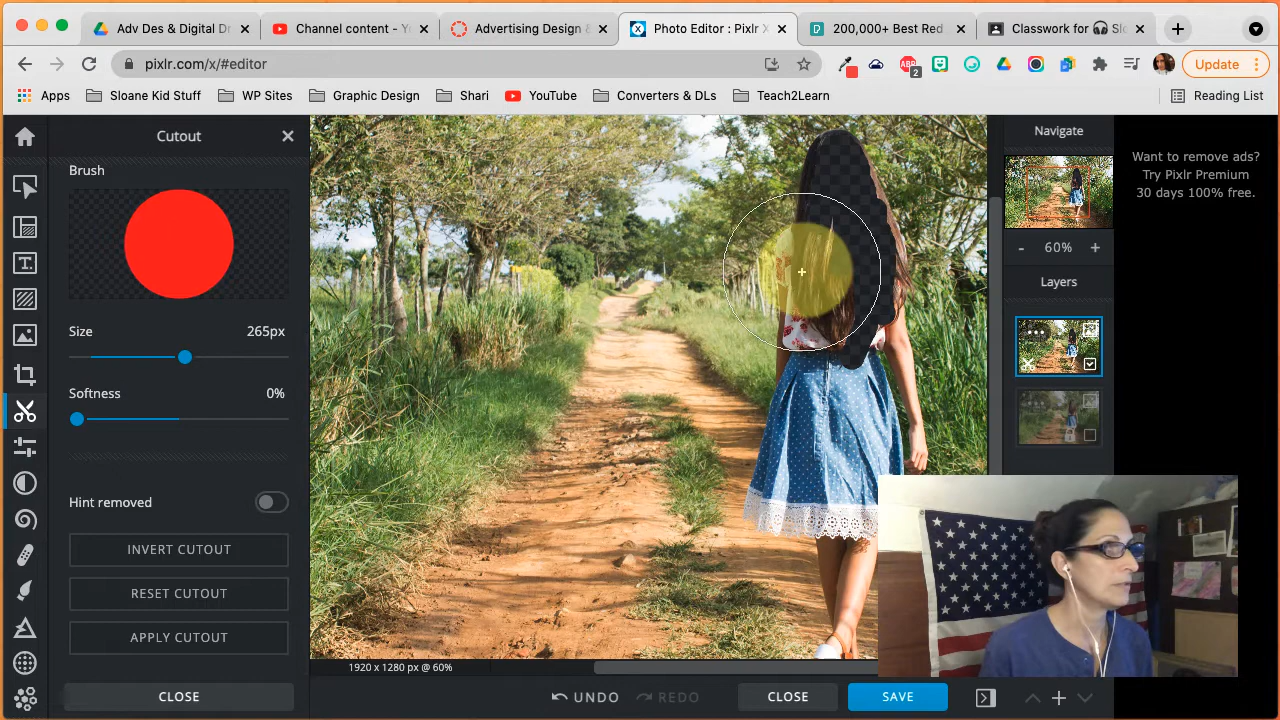 Adv Des & Digital Dr
Channel content - Y
Advertising Design &
Photo Editor : Pixlr X
200,000+ Best Red
Classwork for 🎧 Slo
pixlr.com/x/#editor
ABP
2
Update
Apps
Sloane Kid Stuff
WP Sites
Graphic Design
Shari
YouTube
Converters & DLs
Teach2Learn
Reading List
Cutout
Brush
Size 265px
Softness 0%
Hint removed
INVERT CUTOUT
RESET CUTOUT
APPLY CUTOUT
CLOSE
1920 x 1280 px @ 60%
UNDO
REDO
CLOSE
SAVE
Navigate
- 60% +
Layers
Want to remove ads?
Try Pixlr Premium
30 days 100% free.